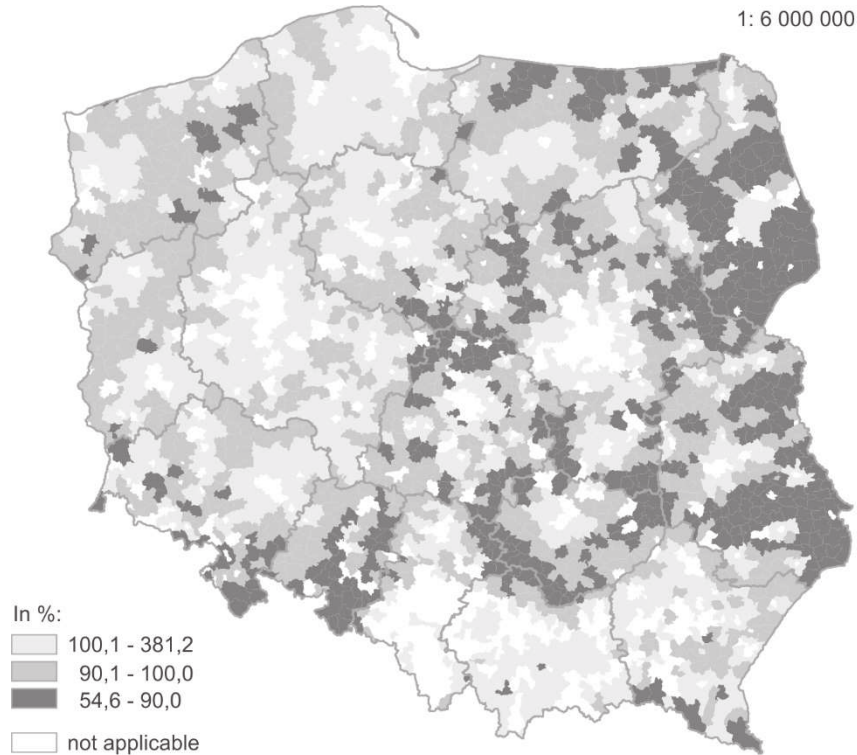 1: 6 000 000
In %:
100,1 - 381,2
90,1 - 100,0
54,6 - 90,0
not applicable